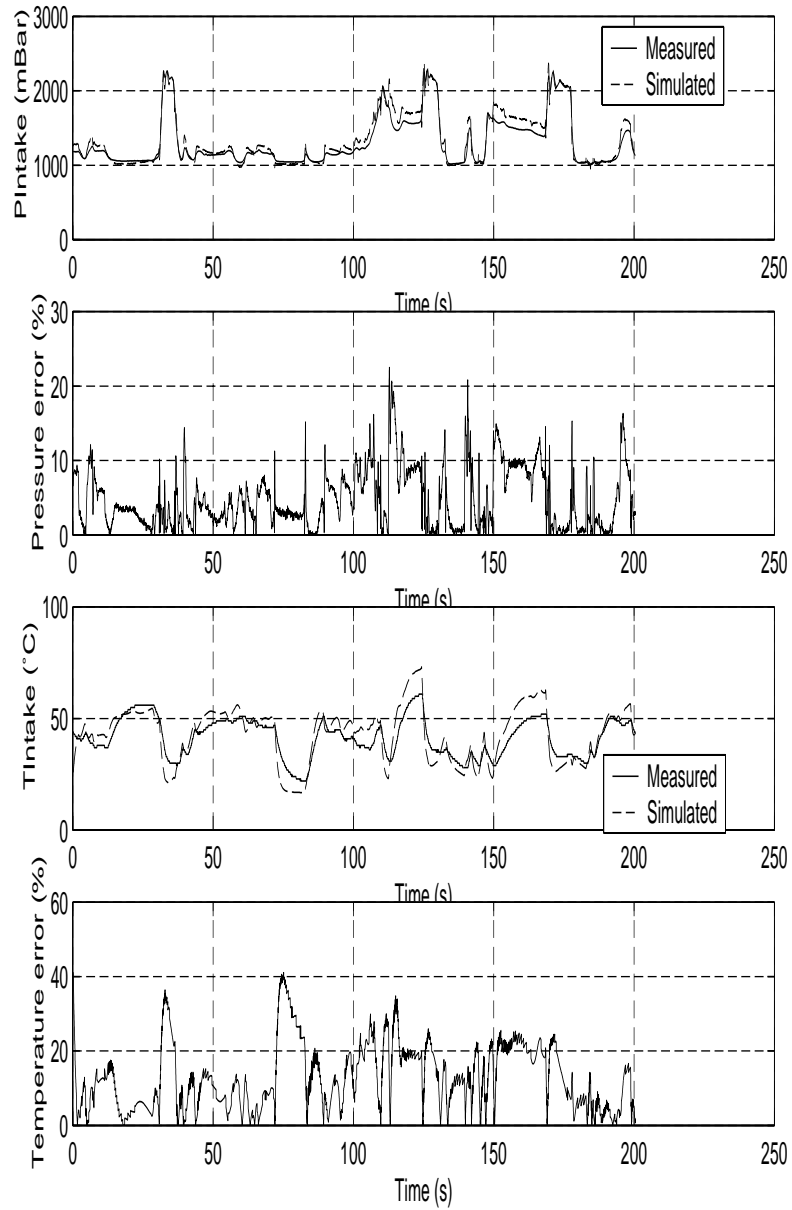 PIntake (mBar)
3000
2000
1000
0
Measured
Simulated
0 50 100 150 200 250
Time (s)
Pressure error (%)
30
20
10
0
0 50 100 150 200 250
Time (s)
TIntake (°C)
100
50
0
Measured
Simulated
0 50 100 150 200 250
Time (s)
Temperature error (%)
60
40
20
0
0 50 100 150 200 250
Time (s)